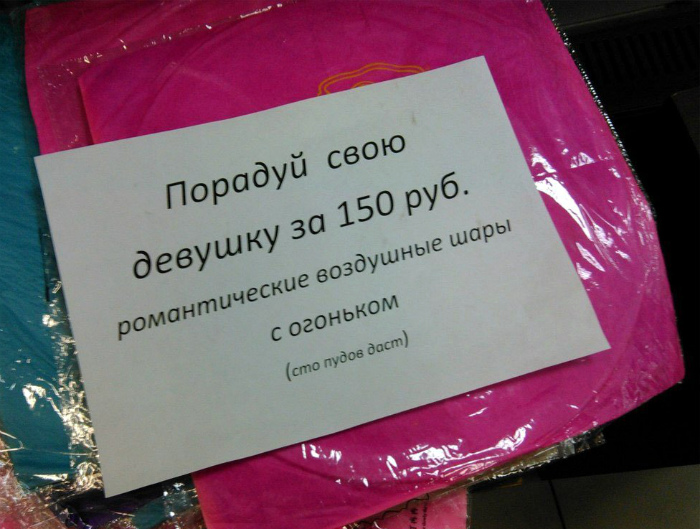 Порадуй свою
девушку за 150 руб.
романтические воздушные шары
с огоньком
(сто пудов даст)